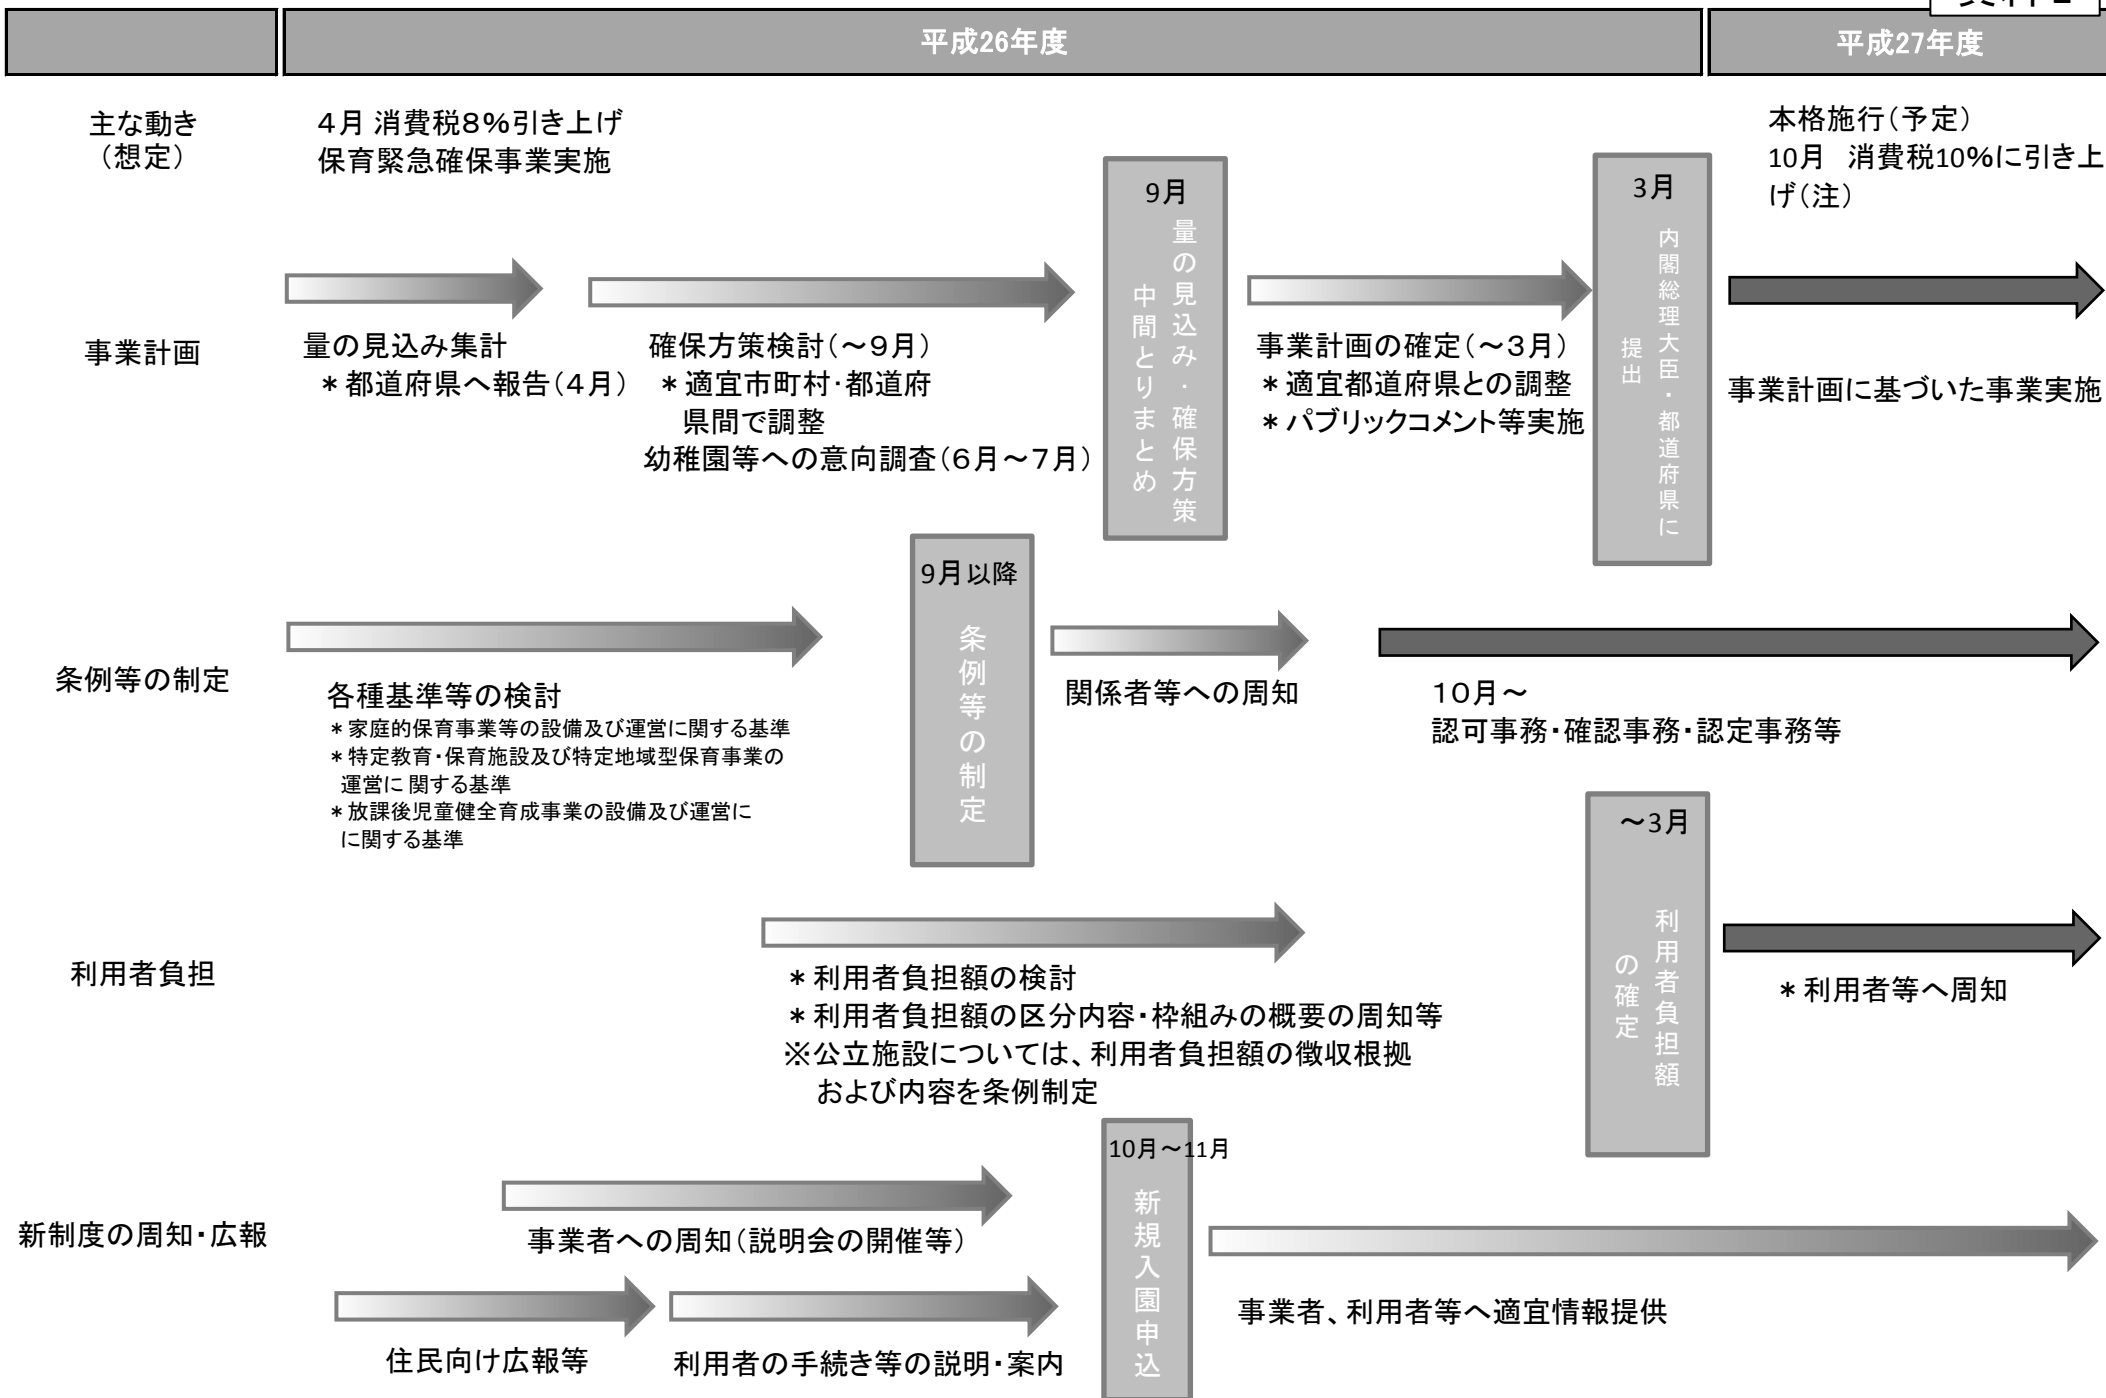 平成26年度
平成27年度
主な動き
（想定）
4月 消費税8%引き上げ
保育緊急確保事業実施
本格施行（予定）
10月　消費税10%に引き上
げ（注）
9月
量の見込み・確保方策
中間とりまとめ
3月
内閣総理大臣・都道府県に
提出
事業計画
量の見込み集計
＊都道府県へ報告（4月）
確保方策検討（～9月）
＊適宜市町村・都道府
県間で調整
幼稚園等への意向調査（6月～7月）
事業計画の確定（～3月）
＊適宜都道府県との調整
＊パブリックコメント等実施
事業計画に基づいた事業実施
条例等の制定
各種基準等の検討
＊家庭的保育事業等の設備及び運営に関する基準
＊特定教育・保育施設及び特定地域型保育事業の
運営に 関する基準
＊放課後児童健全育成事業の設備及び運営に
に関する基準
9月以降
条例等の制定
関係者等への周知
10月～
認可事務・確認事務・認定事務等
利用者負担
＊利用者負担額の検討
＊利用者負担額の区分内容・枠組みの概要の周知等
※公立施設については、利用者負担額の徴収根拠
および内容を条例制定
～3月
利用者負担額
の確定
＊利用者等へ周知
新制度の周知・広報
事業者への周知（説明会の開催等）
住民向け広報等
利用者の手続き等の説明・案内
10月～11月
新規入園申込
事業者、利用者等へ適宜情報提供